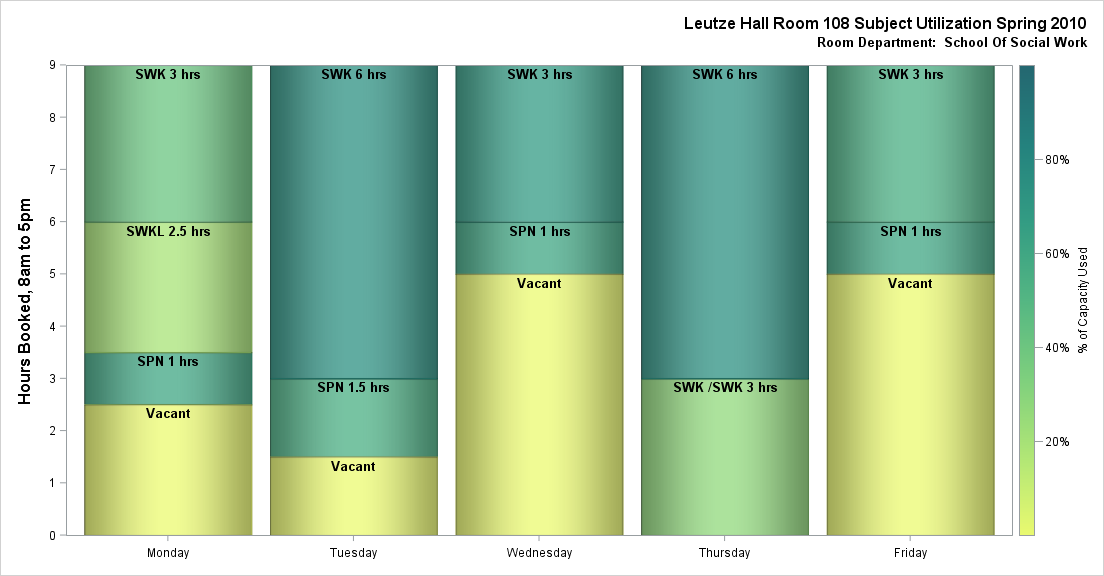 Leutze Hall Room 108 Subject Utilization Spring 2010
Room Department:  School Of Social Work
Hours Booked, 8am to 5pm
9
8
7
6
5
4
3
2
1
0
SWK 3 hrs
SWKL 2.5 hrs
SPN 1 hrs
Vacant
SWK 6 hrs
SPN 1.5 hrs
Vacant
SWK 3 hrs
SPN 1 hrs
Vacant
SWK 6 hrs
SWK /SWK 3 hrs
SWK 3 hrs
SPN 1 hrs
Vacant
Monday
Tuesday
Wednesday
Thursday
Friday
80%
60%
40%
20%
% of Capacity Used